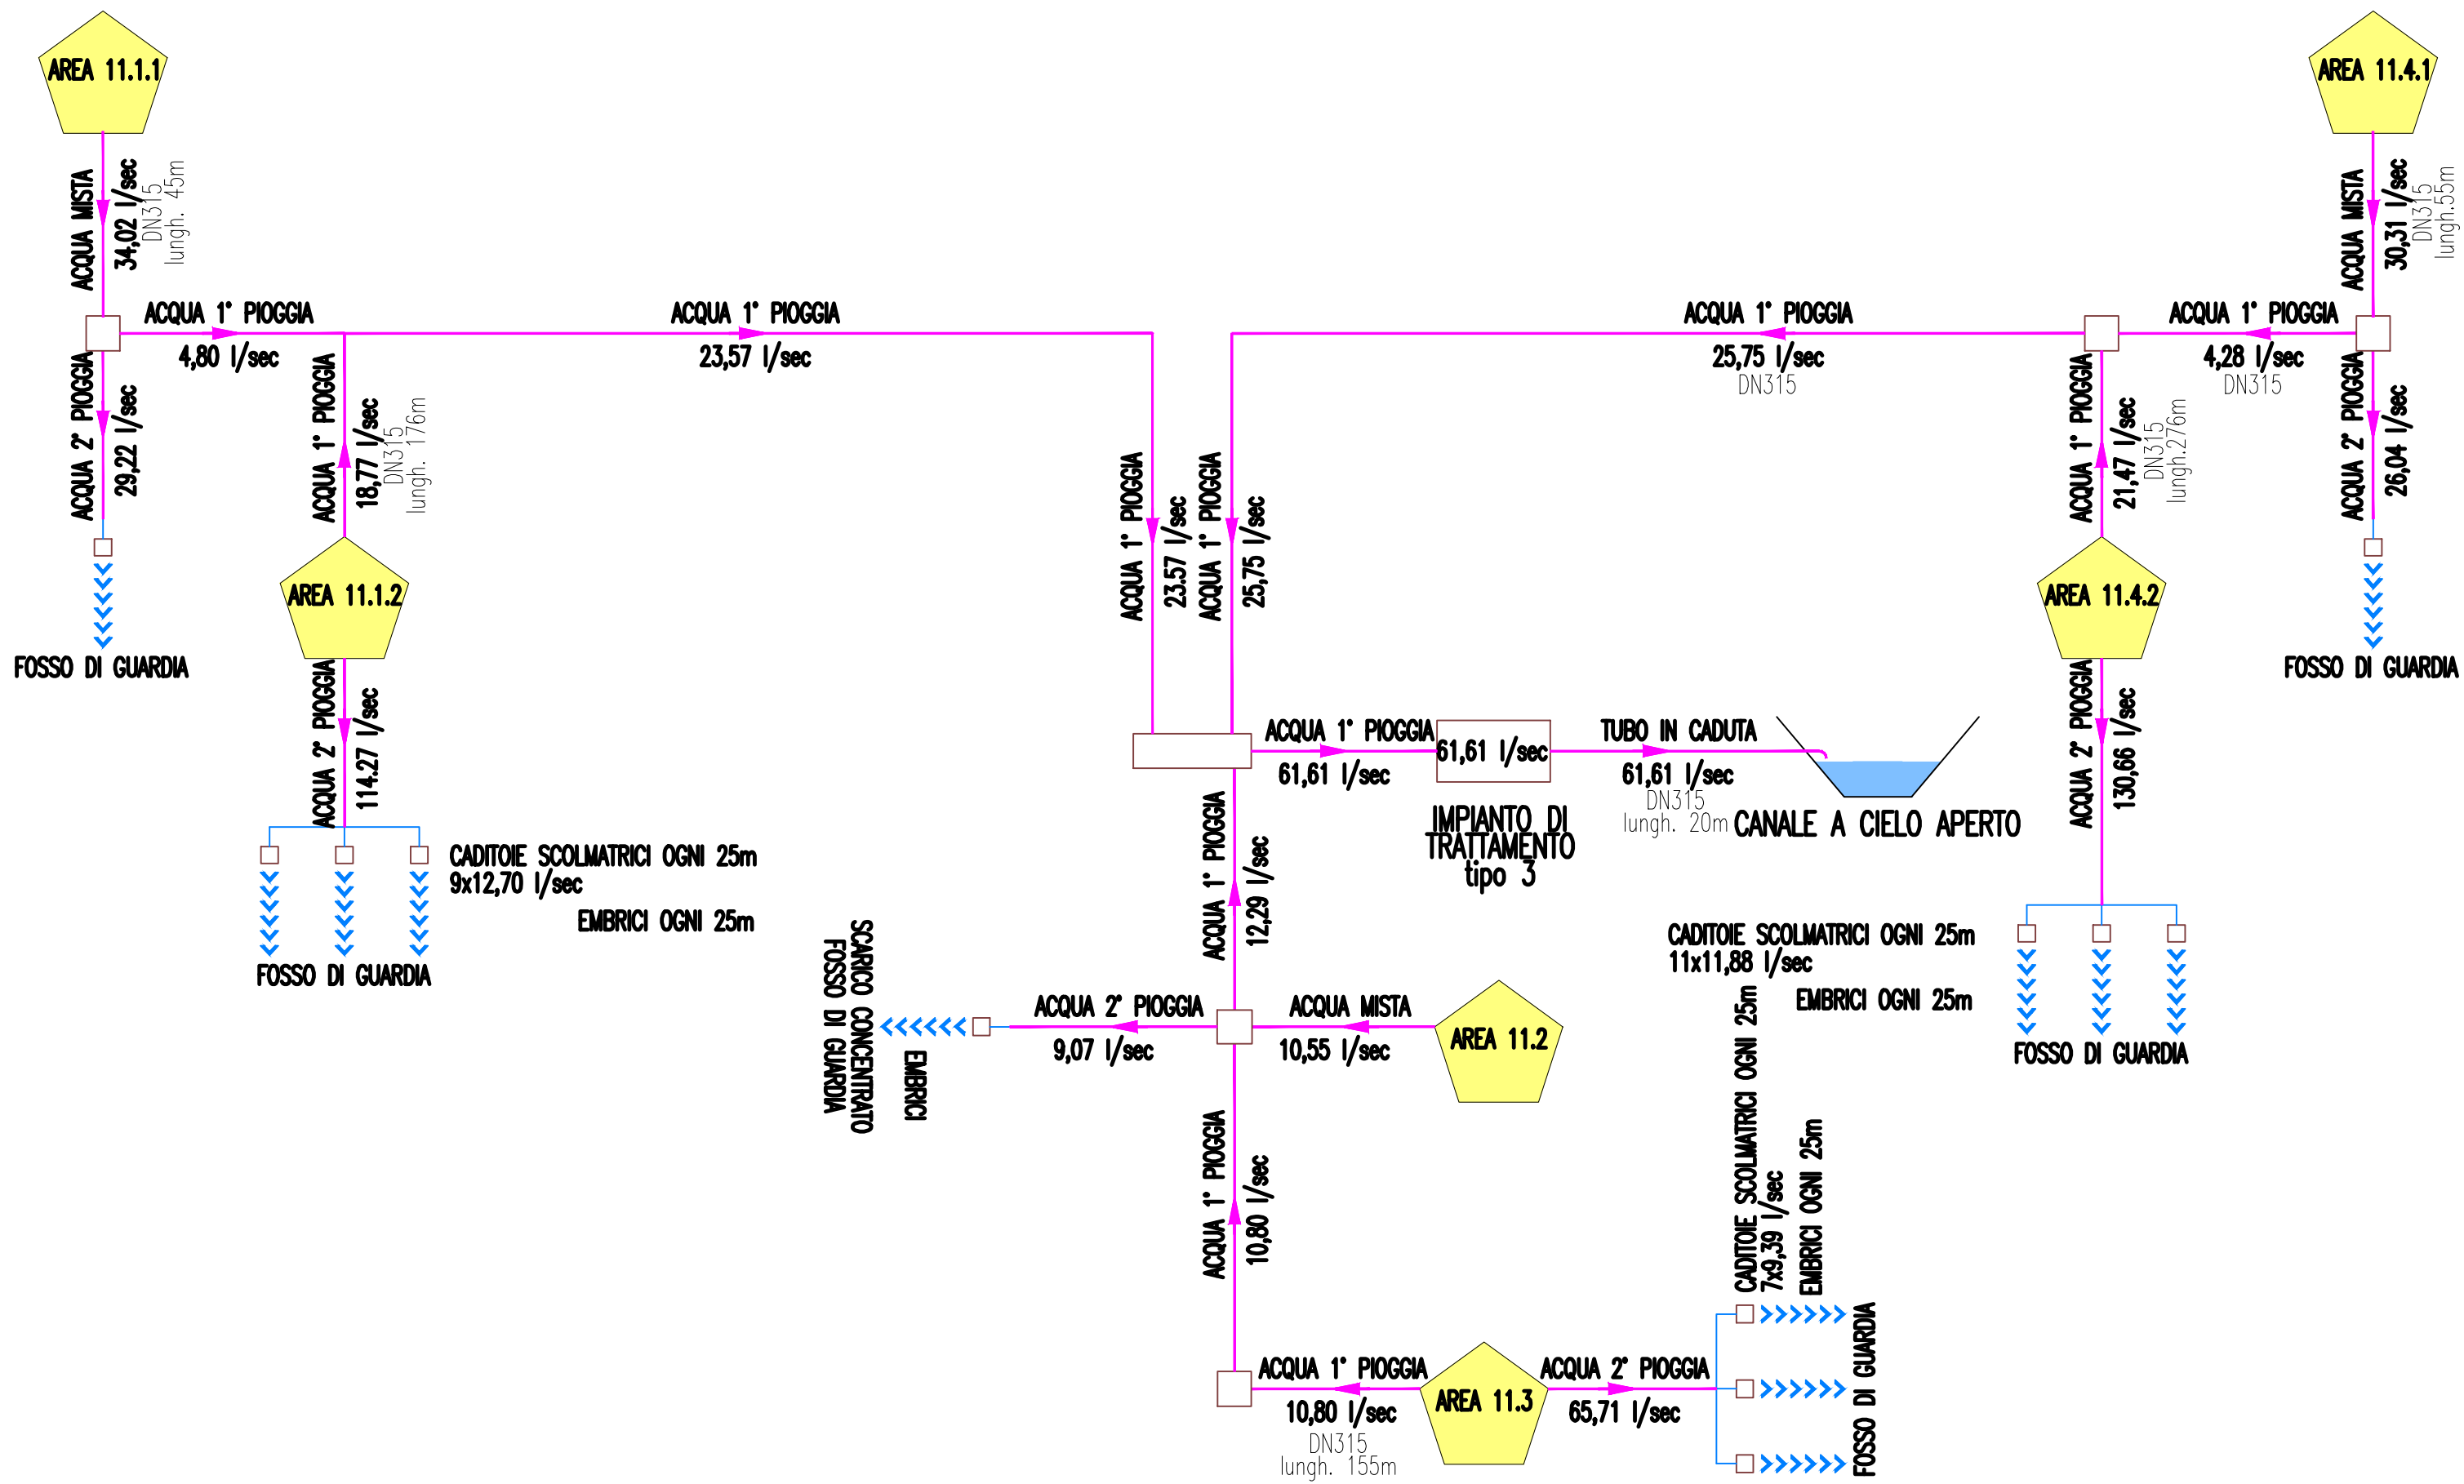 AREA 11.1.1
ACQUA MISTA
34,02 l/sec
DN315
lungh. 45m
ACQUA 1° PIOGGIA
4,80 l/sec
ACQUA 2° PIOGGIA
29,22 l/sec
FOSSO DI GUARDIA
ACQUA 1° PIOGGIA
18,77 l/sec
DN315
lungh. 176m
AREA 11.1.2
ACQUA 2° PIOGGIA
114.27 l/sec
CADITOIE SCOLMATRICI OGNI 25m
9x12,70 l/sec
EMBRICI OGNI 25m
FOSSO DI GUARDIA
ACQUA 1° PIOGGIA
23,57 l/sec
ACQUA 1° PIOGGIA
23.57 l/sec
ACQUA 1° PIOGGIA
25,75 l/sec
ACQUA 1° PIOGGIA
25,75 l/sec
DN315
ACQUA 1° PIOGGIA
4,28 l/sec
DN315
AREA 11.4.1
ACQUA MISTA
30,31 l/sec
DN315
lungh.55m
ACQUA 2° PIOGGIA
26,04 l/sec
FOSSO DI GUARDIA
ACQUA 1° PIOGGIA
21,47 l/sec
DN315
lungh.276m
AREA 11.4.2
ACQUA 2° PIOGGIA
130,66 l/sec
CADITOIE SCOLMATRICI OGNI 25m
11x11,88 l/sec
EMBRICI OGNI 25m
FOSSO DI GUARDIA
ACQUA 1° PIOGGIA
61,61 l/sec
61,61 l/sec
IMPIANTO DI
TRATTAMENTO
tipo 3
TUBO IN CADUTA
61,61 l/sec
DN315
lungh. 20m
CANALE A CIELO APERTO
ACQUA 1° PIOGGIA
12,29 l/sec
SCARICO CONCENTRATO
FOSSO DI GUARDIA
EMBRICI
ACQUA 2° PIOGGIA
9,07 l/sec
ACQUA MISTA
10,55 l/sec
AREA 11.2
ACQUA 1° PIOGGIA
10,80 l/sec
ACQUA 1° PIOGGIA
10,80 l/sec
DN315
lungh. 155m
AREA 11.3
ACQUA 2° PIOGGIA
65,71 l/sec
CADITOIE SCOLMATRICI OGNI 25m
7x9,39 l/sec
EMBRICI OGNI 25m
FOSSO DI GUARDIA